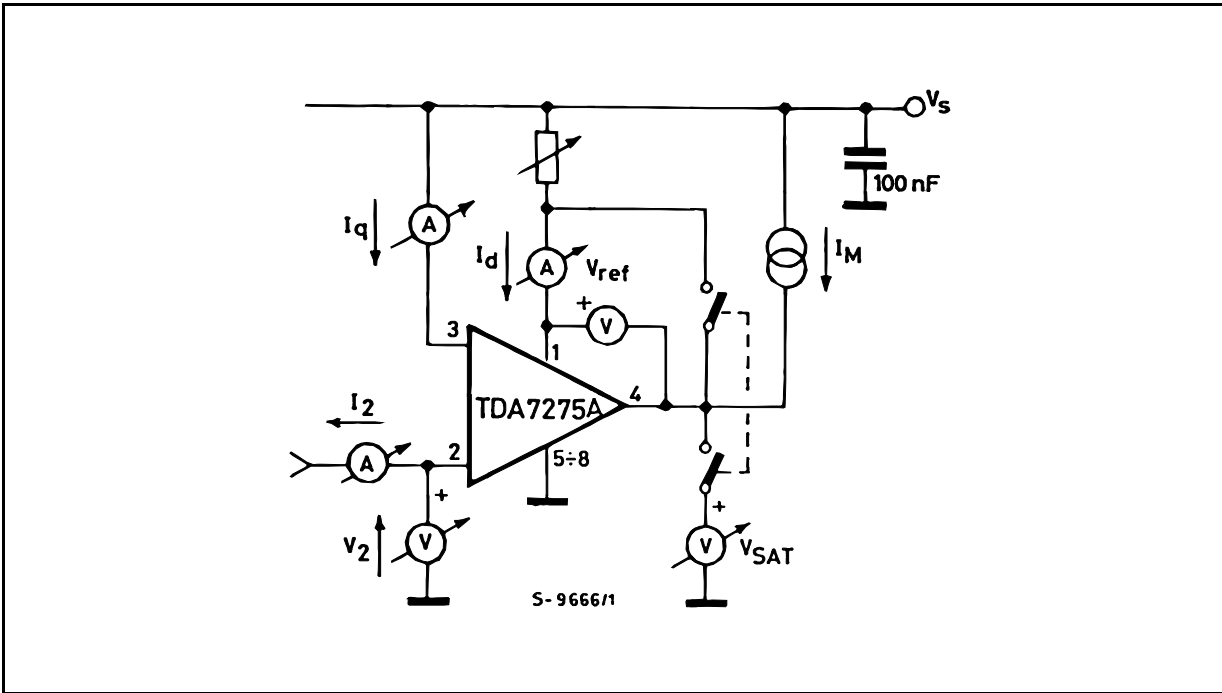 Vs
100 nF
Iq
A
Id
A
Vref
IM
+
V
3
1
TDA7275A
4
I2
A
2
5÷8
+
V2
V
+
V
VSAT
S-9666/1